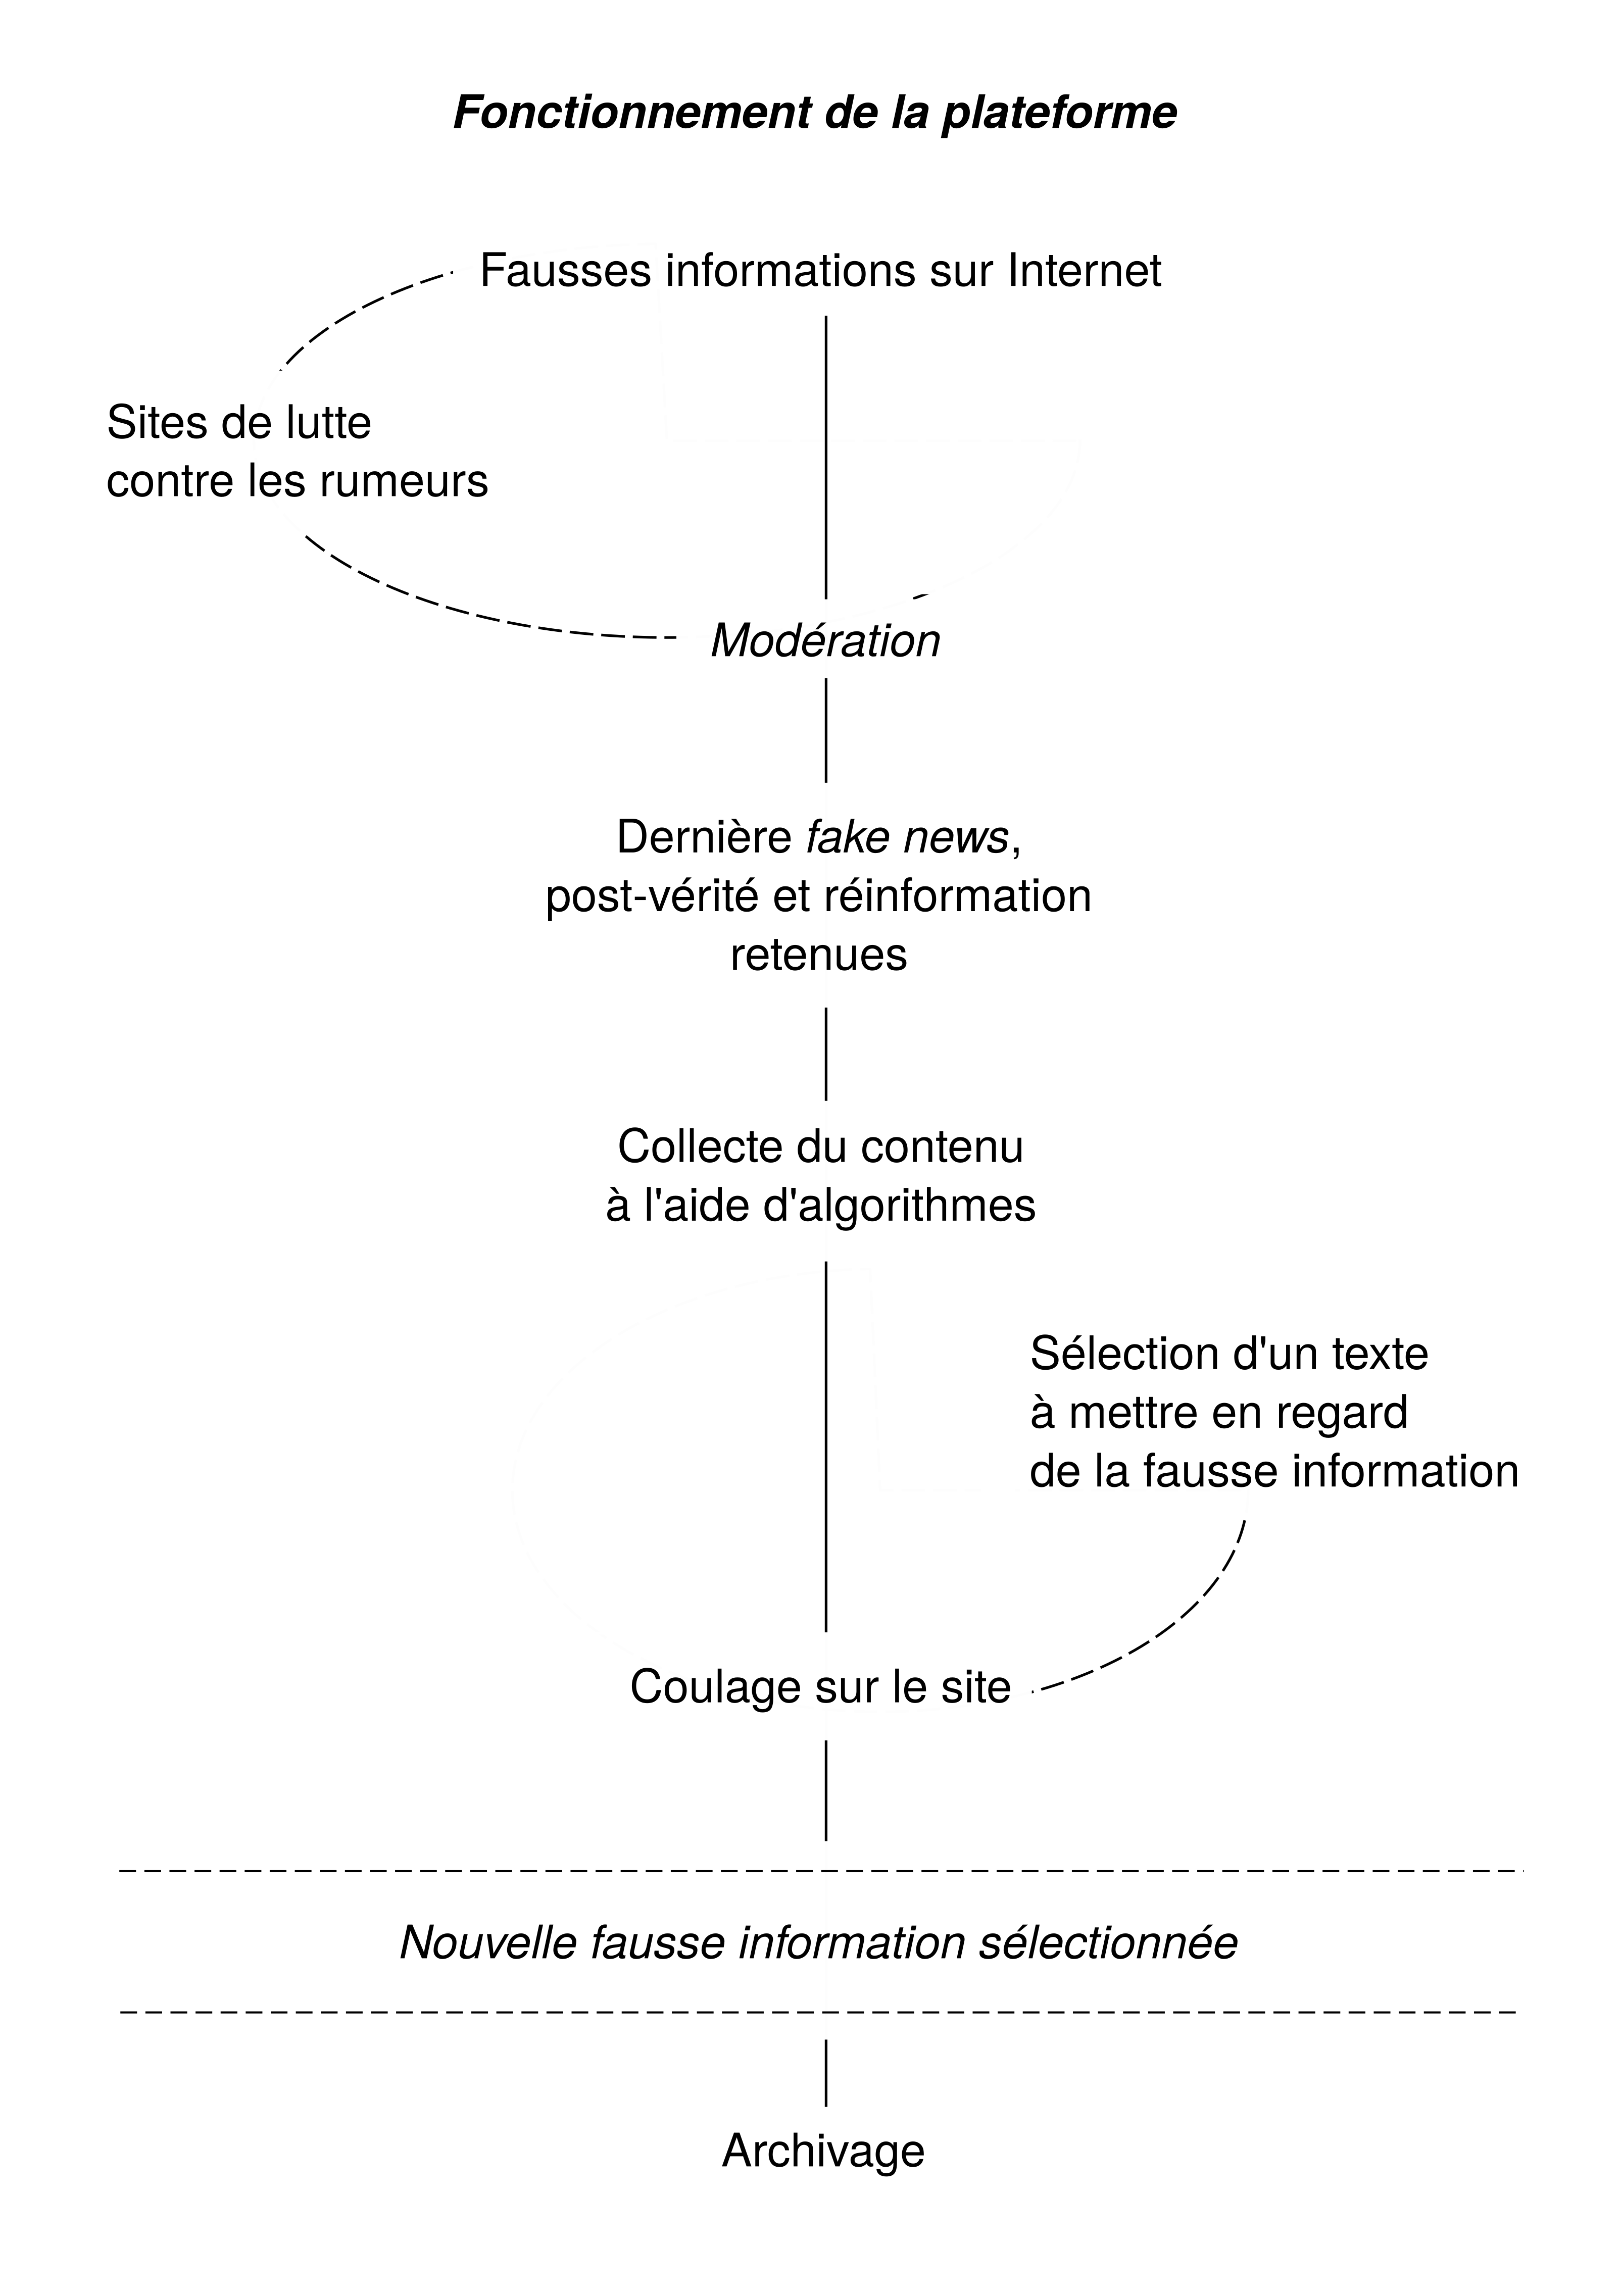 Fonctionnement de la plateforme
Fausses informations sur Internet
Sites de lutte
contre les rumeurs
Modération
Dernière fake news,
post-vérité et réinformation
retenues
Collecte du contenu
à l'aide d'algorithmes
Sélection d'un texte
à mettre en regard
de la fausse information
Coulage sur le site
Nouvelle fausse information sélectionnée
Archivage